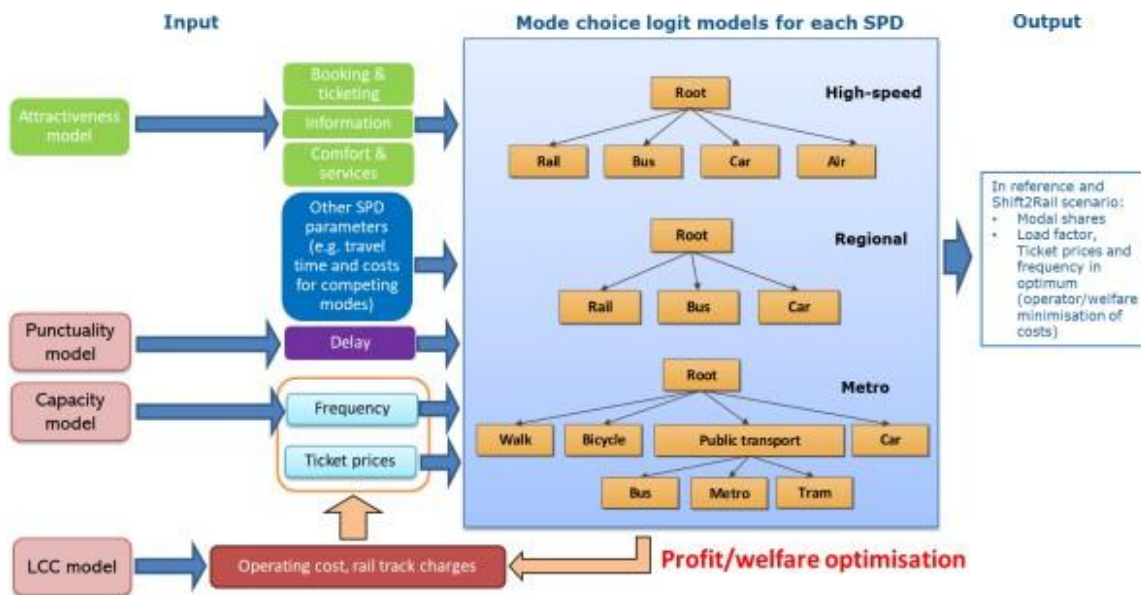 Input
Mode choice logit models for each SPD
Output
Attractiveness
model
Booking &
ticketing
Information
Comfort &
services
Other SPD
parameters
(e.g. travel
time and costs
for competing
modes)
Punctuality
model
Delay
Capacity
model
Frequency
Ticket prices
LCC model
Operating cost, rail track charges
High-speed
Root
Rail
Bus
Car
Air
Regional
Root
Rail
Bus
Car
Metro
Root
Walk
Bicycle
Public transport
Car
Bus
Metro
Tram
Profit/welfare optimisation
In reference and
Shift2Rail scenario:
• Modal shares
• Load factor,
Ticket prices and
frequency in
optimum
(operator/welfare
minimisation of
costs)